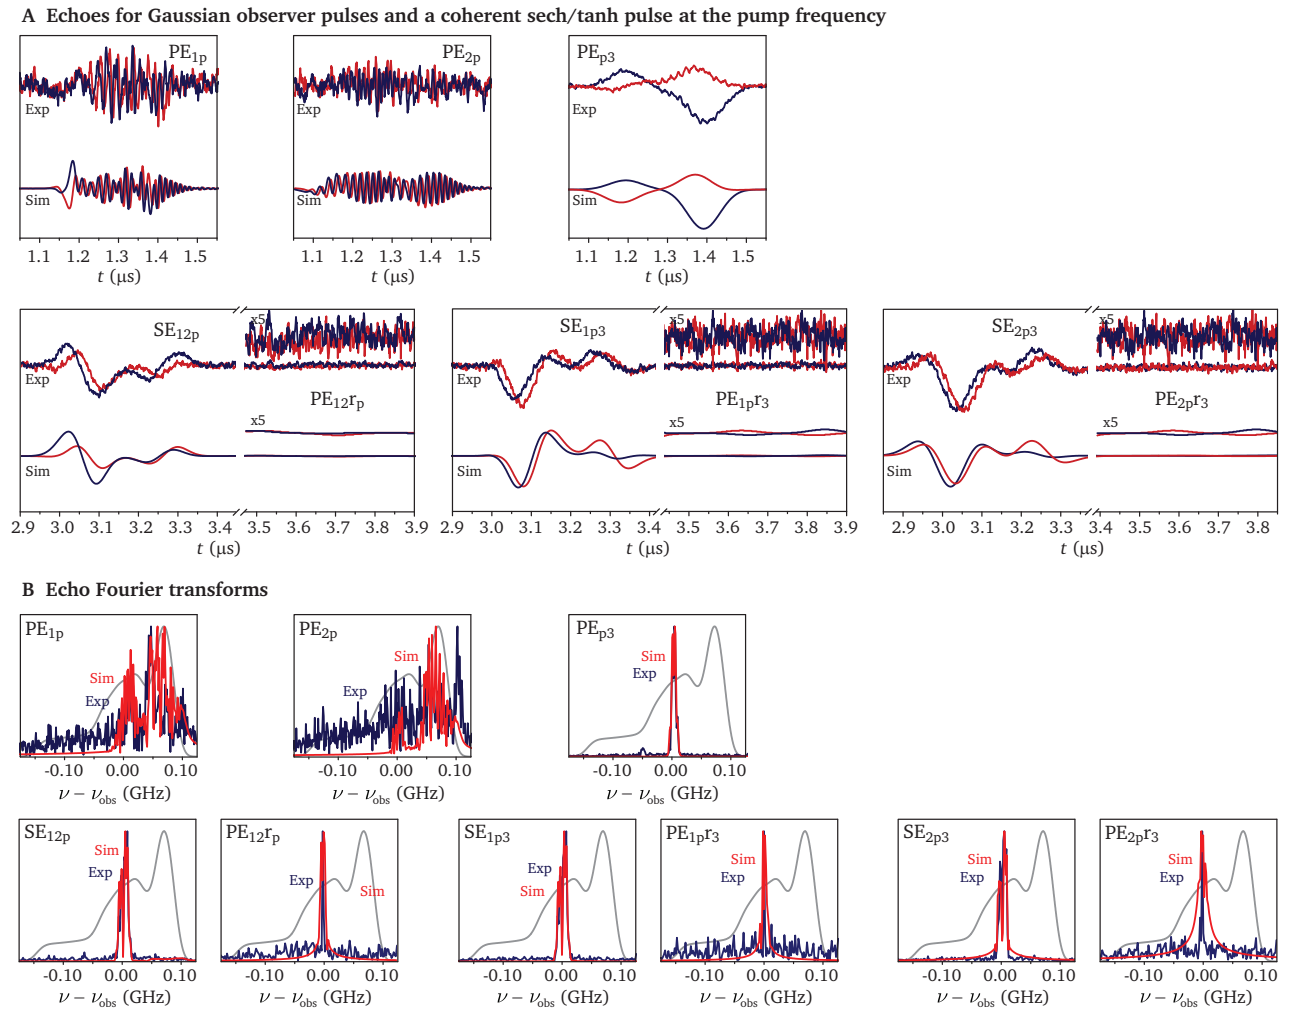 A Echoes for Gaussian observer pulses and a coherent sech/tanh pulse at the pump frequency
PE1p
Exp
Sim
1.1 1.2 1.3 1.4 1.5
t (μs)
PE2p
Exp
Sim
1.1 1.2 1.3 1.4 1.5
t (μs)
PEp3
Exp
Sim
1.1 1.2 1.3 1.4 1.5
t (μs)
SE12p
x5
Exp
PE12rp
x5
Sim
2.9 3.0 3.1 3.2 3.3 3.4 3.5 3.6 3.7 3.8 3.9
t (μs)
SE1p3
x5
Exp
PE1pr3
x5
Sim
2.9 3.0 3.1 3.2 3.3 3.4 3.5 3.6 3.7 3.8 3.9
t (μs)
SE2p3
x5
Exp
PE2pr3
x5
Sim
2.9 3.0 3.1 3.2 3.3 3.4 3.5 3.6 3.7 3.8
t (μs)
B Echo Fourier transforms
PE1p
Sim
Exp
-0.10 0.00 0.10
ν − νobs (GHz)
PE2p
Sim
Exp
-0.10 0.00 0.10
ν − νobs (GHz)
PEp3
Sim
Exp
-0.10 0.00 0.10
ν − νobs (GHz)
SE12p
Sim
Exp
-0.10 0.00 0.10
ν − νobs (GHz)
PE12rp
Exp
Sim
-0.10 0.00 0.10
ν − νobs (GHz)
SE1p3
Exp
Sim
-0.10 0.00 0.10
ν − νobs (GHz)
PE1pr3
Sim
Exp
-0.10 0.00 0.10
ν − νobs (GHz)
SE2p3
Sim
Exp
-0.10 0.00 0.10
ν − νobs (GHz)
PE2pr3
Sim
Exp
-0.10 0.00 0.10
ν − νobs (GHz)